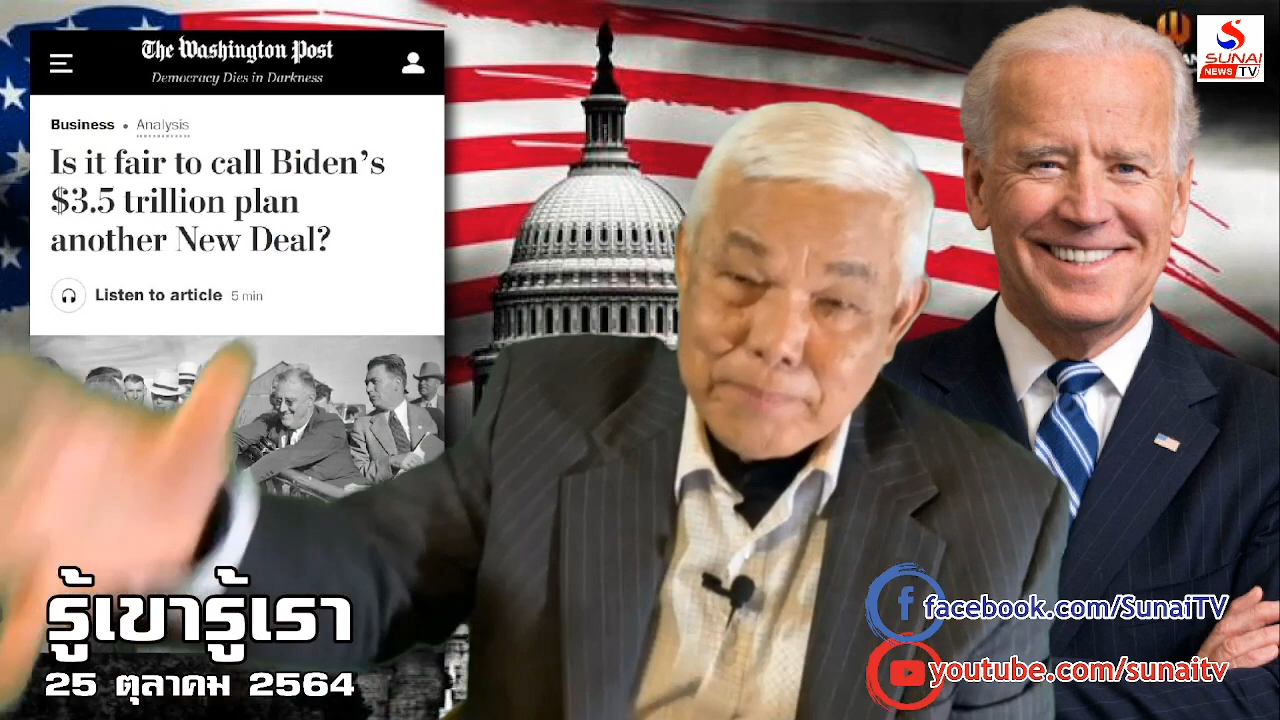 The Washington Post
Democracy Dies in Darkness
Business • Analysis
Is it fair to call Biden's
$3.5 trillion plan
another New Deal?
Listen to article 5 min
SUNAI
NEWS TV
รู้เขารู้เรา
25 ตุลาคม 2564
facebook.com/SunaiTV
youtube.com/sunaitv